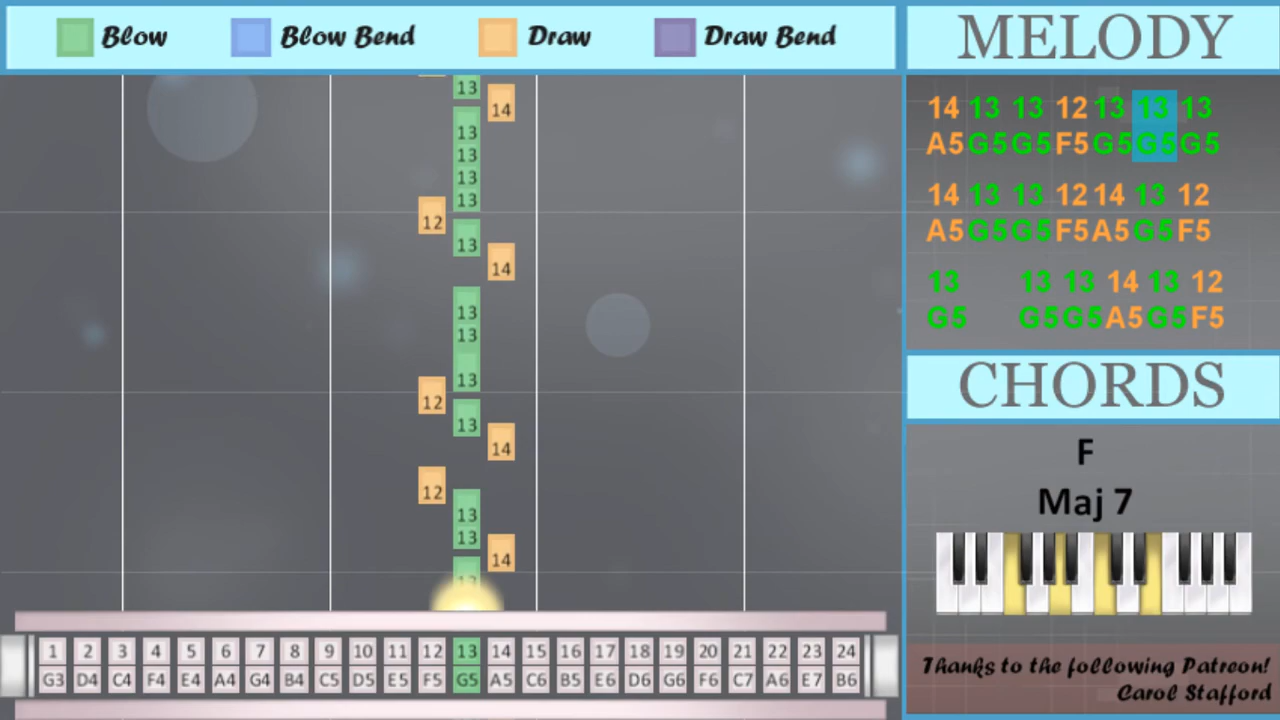 Blow Blow Bend Draw Draw Bend
MELODY
14 13 13 12 13 13 13
A5 G5 G5 F5 G5 G5 G5
14 13 13 12 14 13 12
A5 G5 G5 F5 A5 G5 F5
13 13 13 14 13 12
G5 G5 G5 A5 G5 F5
CHORDS
F
Maj 7
Thanks to the following Patreon!
Carol Stafford
13
14
13
13
13
13
12
13
14
13
13
13
12
13
14
12
13
13
14
13
1 2 3 4 5 6 7 8 9 10 11 12 13 14 15 16 17 18 19 20 21 22 23 24
G3 D4 C4 F4 E4 A4 G4 B4 C5 D5 E5 F5 G5 A5 C6 B5 E6 D6 G6 F6 C7 A6 E7 B6